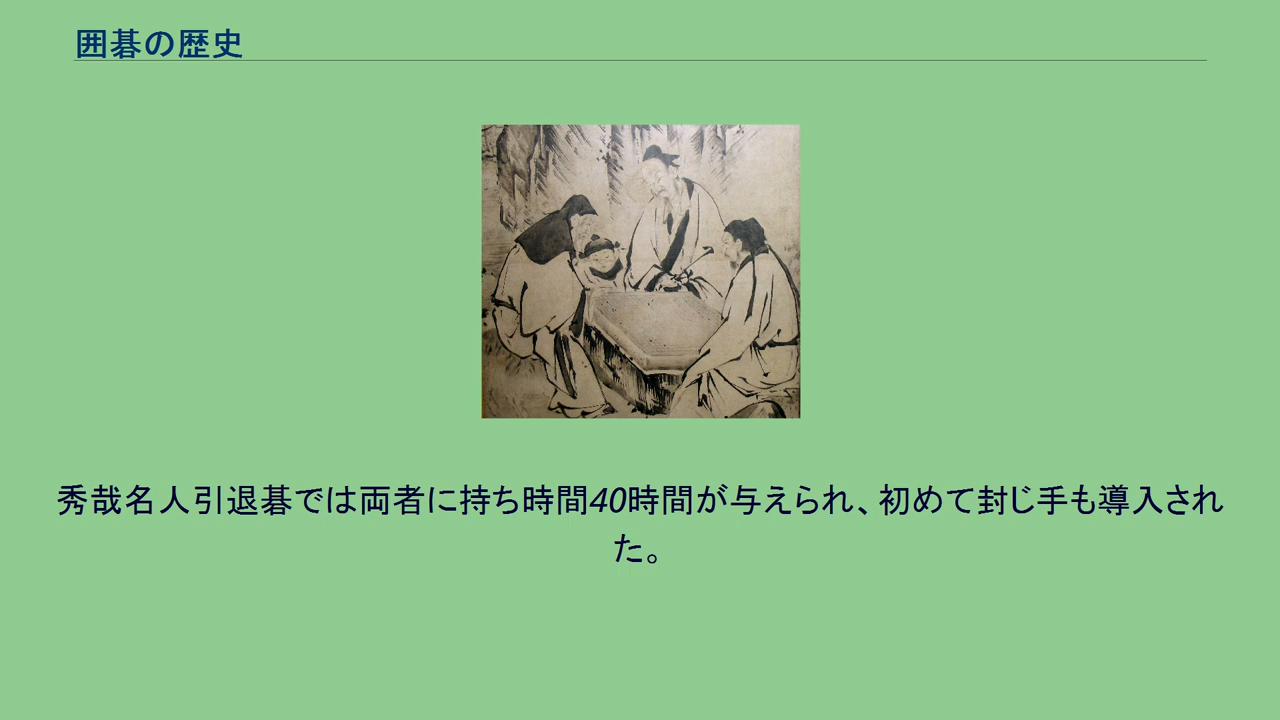 囲碁の歴史
秀哉名人引退碁では両者に持ち時間40時間が与えられ、初めて封じ手も導入され
た。